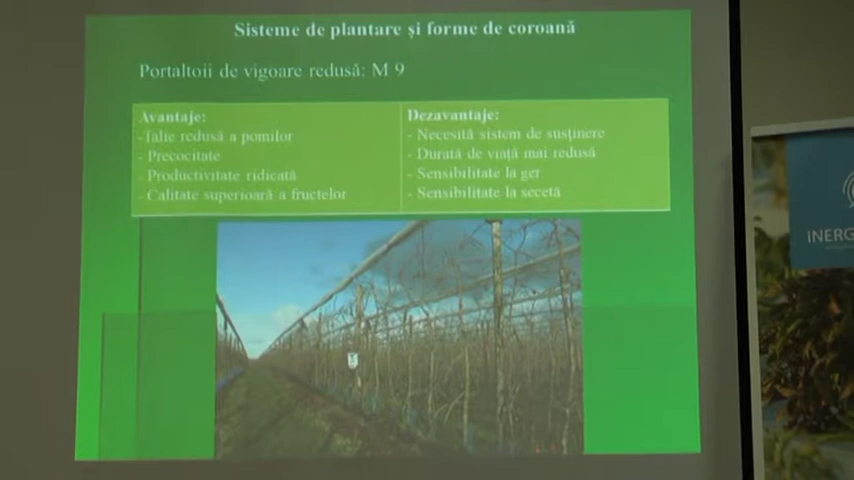 Sisteme de plantare și forme de coroană
Portaltoii de vigoare redusă: M 9
Avantaje:
-Talie redusă a pomilor
- Precocitate
- Productivitate ridicată
- Calitate superioară a fructelor
Dezavantaje:
- Necesită sistem de susținere
- Durată de viață mai redusă
- Sensibilitate la ger
- Sensibilitate la secetă
iNERG